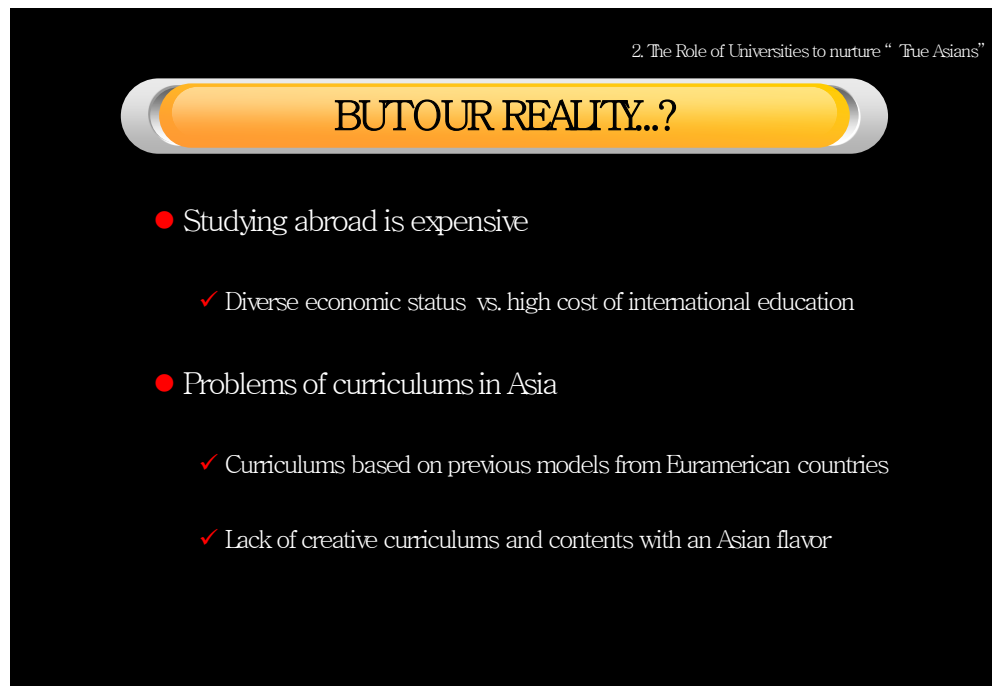 2. The Role of Universities to nurture “ True Asians”
BUT OUR REALITY...?
Studying abroad is expensive
Diverse economic status vs. high cost of international education
Problems of curriculums in Asia
Curriculums based on previous models from Euramerican countries
Lack of creative curriculums and contents with an Asian flavor